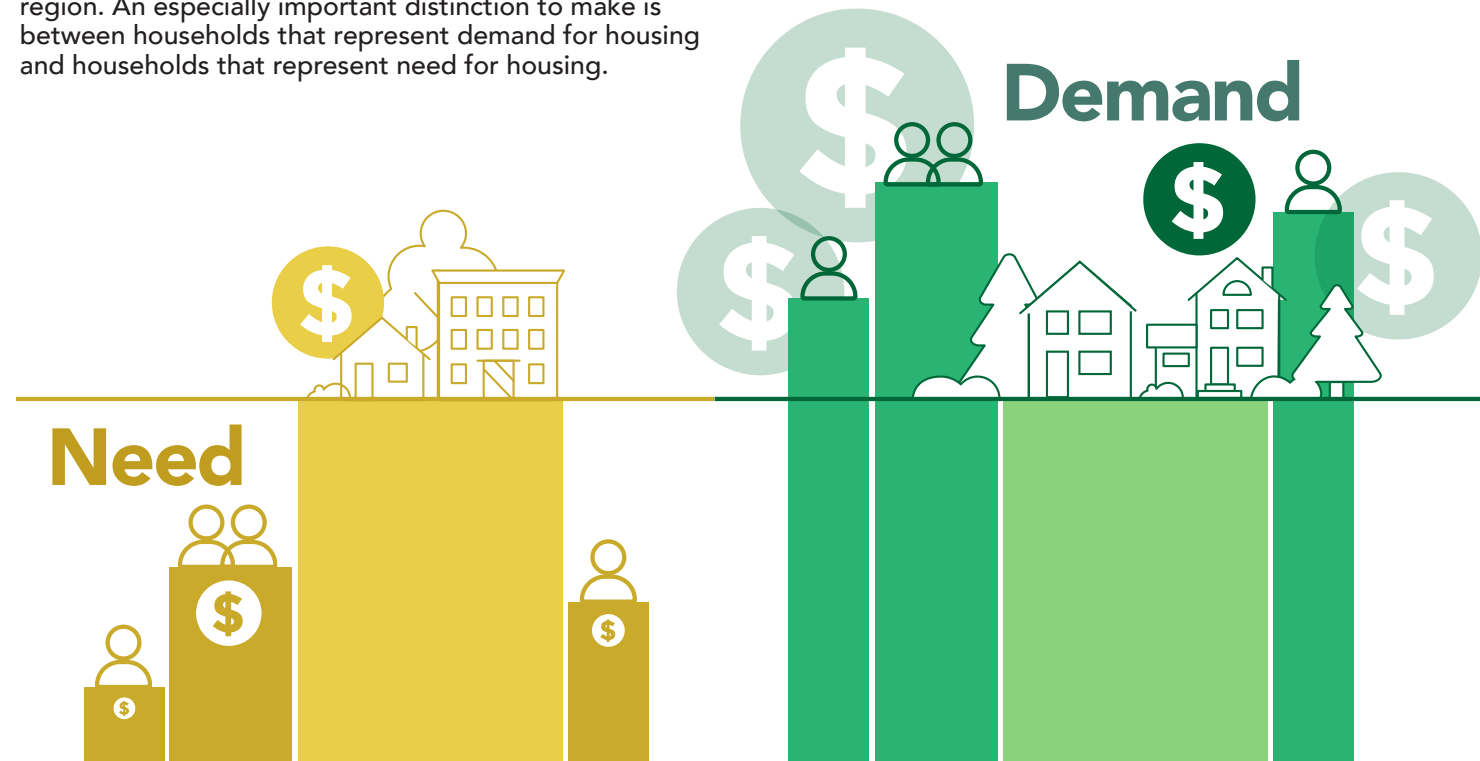 region. An especially important distinction to make is
between households that represent demand for housing
and households that represent need for housing.
Demand
$
$
$
$
$
Need
$
$
$